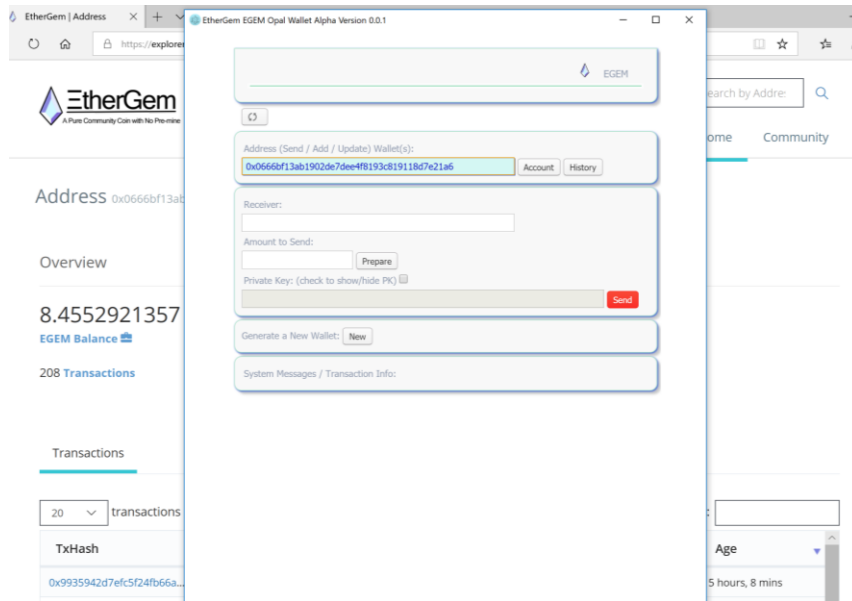 EtherGem | Address
EtherGem EGEM Opal Wallet Alpha Version 0.0.1
https://explorer
ΞtherGem
A Pure Community Coin with No Pre-mine
EGEM
earch by Addre:
ome Community
Address 0x0666bf13ab
Address (Send / Add / Update) Wallet(s):
0x0666bf13ab1902de7dee4f8193c819118d7e21a6 Account History
Receiver:
Amount to Send:
Prepare
Private Key: (check to show/hide PK)
Send
Generate a New Wallet: New
System Messages / Transaction Info:
Overview
8.4552921357
EGEM Balance
208 Transactions
Transactions
20 transactions :
TxHash Age
0x9935942d7efc5f24fb66a... 5 hours, 8 mins